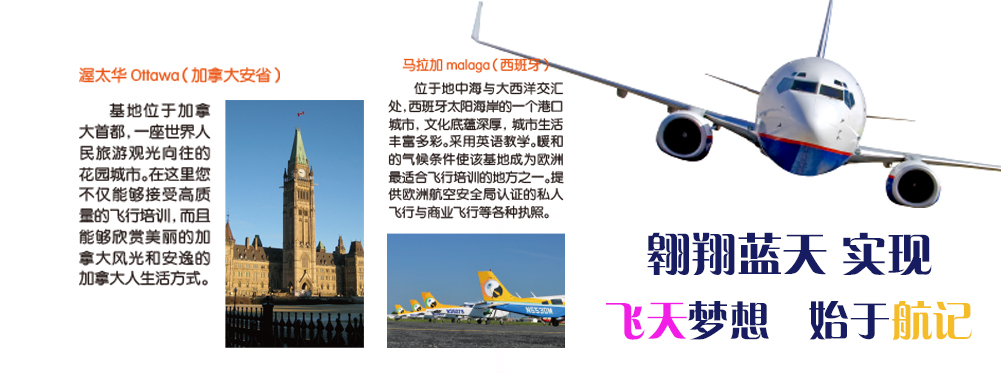 渥太华 Ottawa（加拿大安省）
基地位于加拿
大首都，一座世界人
民旅游观光向往的
花园城市。在这里您
不仅能够接受高质
量的飞行培训，而且
能够欣赏美丽的加
拿大风光和安逸的
加拿大人生活方式。
马拉加 malaga（西班牙）
位于地中海与大西洋交汇
处，西班牙太阳海岸的一个港口
城市，文化底蕴深厚，城市生活
丰富多彩。采用英语教学。暖和
的气候条件使该基地成为欧洲
最适合飞行培训的地方之一。提
供欧洲航空安全局认证的私人
飞行与商业飞行等各种执照。
N553DM
翱翔蓝天 实现
飞天梦想 始于航记